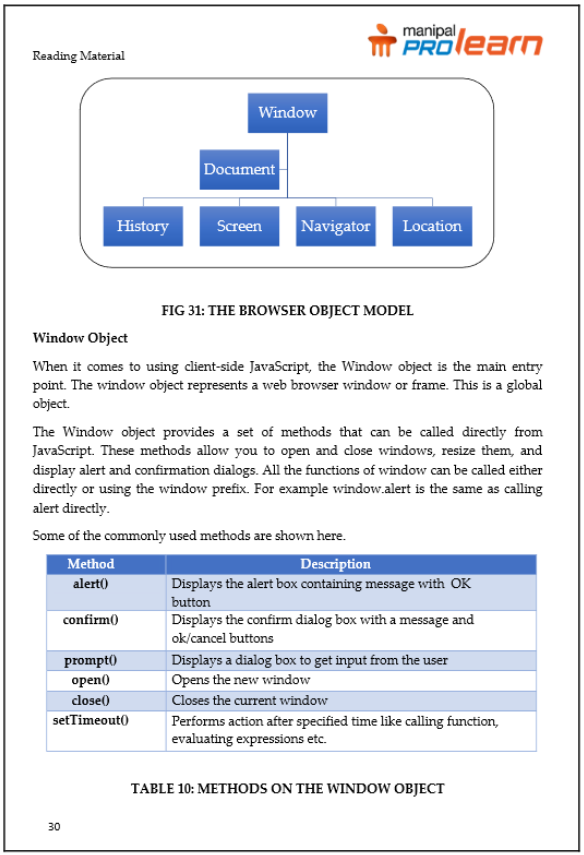 manipal
PROlearn
Reading Material
Window
Document
History Screen Navigator Location
FIG 31: THE BROWSER OBJECT MODEL
Window Object
When it comes to using client-side JavaScript, the Window object is the main entry
point. The window object represents a web browser window or frame. This is a global
object.
The Window object provides a set of methods that can be called directly from
JavaScript. These methods allow you to open and close windows, resize them, and
display alert and confirmation dialogs. All the functions of window can be called either
directly or using the window prefix. For example window.alert is the same as calling
alert directly.
Some of the commonly used methods are shown here.
Method Description
alert() Displays the alert box containing message with OK
button
confirm() Displays the confirm dialog box with a message and
ok/cancel buttons
prompt() Displays a dialog box to get input from the user
open() Opens the new window
close() Closes the current window
setTimeout() Performs action after specified time like calling function,
evaluating expressions etc.
TABLE 10: METHODS ON THE WINDOW OBJECT
30